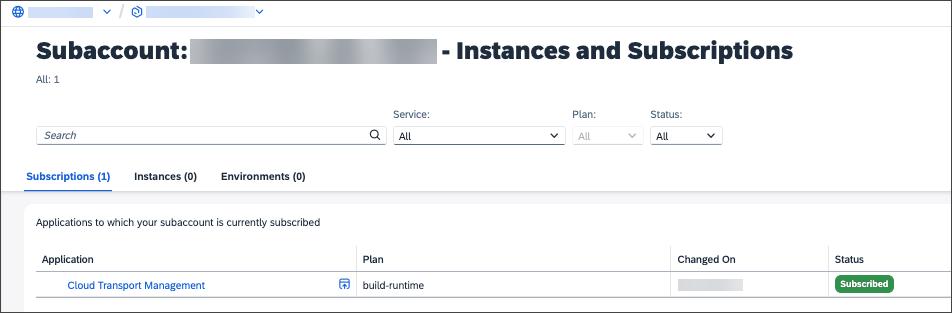 Subaccount: - Instances and Subscriptions
All: 1
Service: Plan: Status:
Search All All All
Subscriptions (1) Instances (0) Environments (0)
Applications to which your subaccount is currently subscribed
Application Plan Changed On Status
Cloud Transport Management build-runtime Subscribed